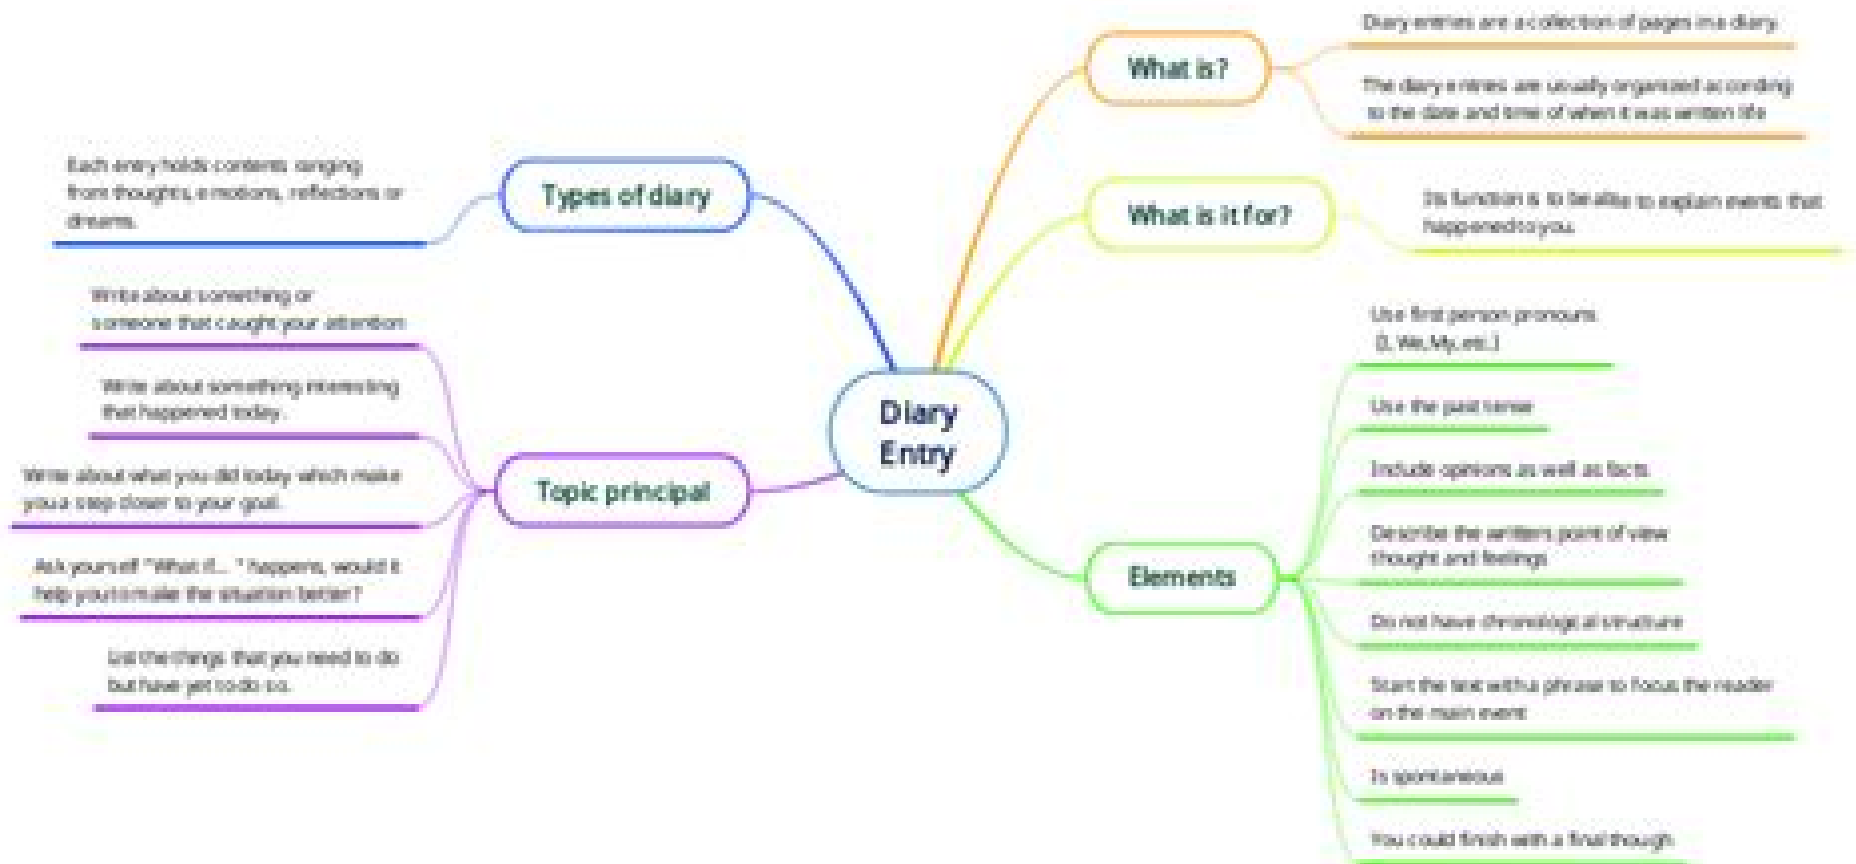 Diary
Entry
What is?
Diary entries are a collection of pages in a diary.
The diary entries are usually organized according
to the date and time of when it was written life
What is it for?
Its function is to be able to explain events that
happened to you.
Elements
Use first person pronouns
(I, We, My, etc.)
Use the past tense
Include opinions as well as facts
Describe the writters point of view
thought and feelings
Do not have chronological structure
Start the text with a phrase to focus the reader
on the main event
Is spontaneous
You could finish with a final though
Types of diary
Each entry holds contents ranging
from thoughts, emotions, reflections or
dreams.
Topic principal
Write about something or
someone that caught your attention
Write about something interesting
that happened today.
Write about what you did today which make
you a step closer to your goal.
Ask yourself "What if... " happens, would it
help you to make the situation better?
List the things that you need to do
but have yet to do so.